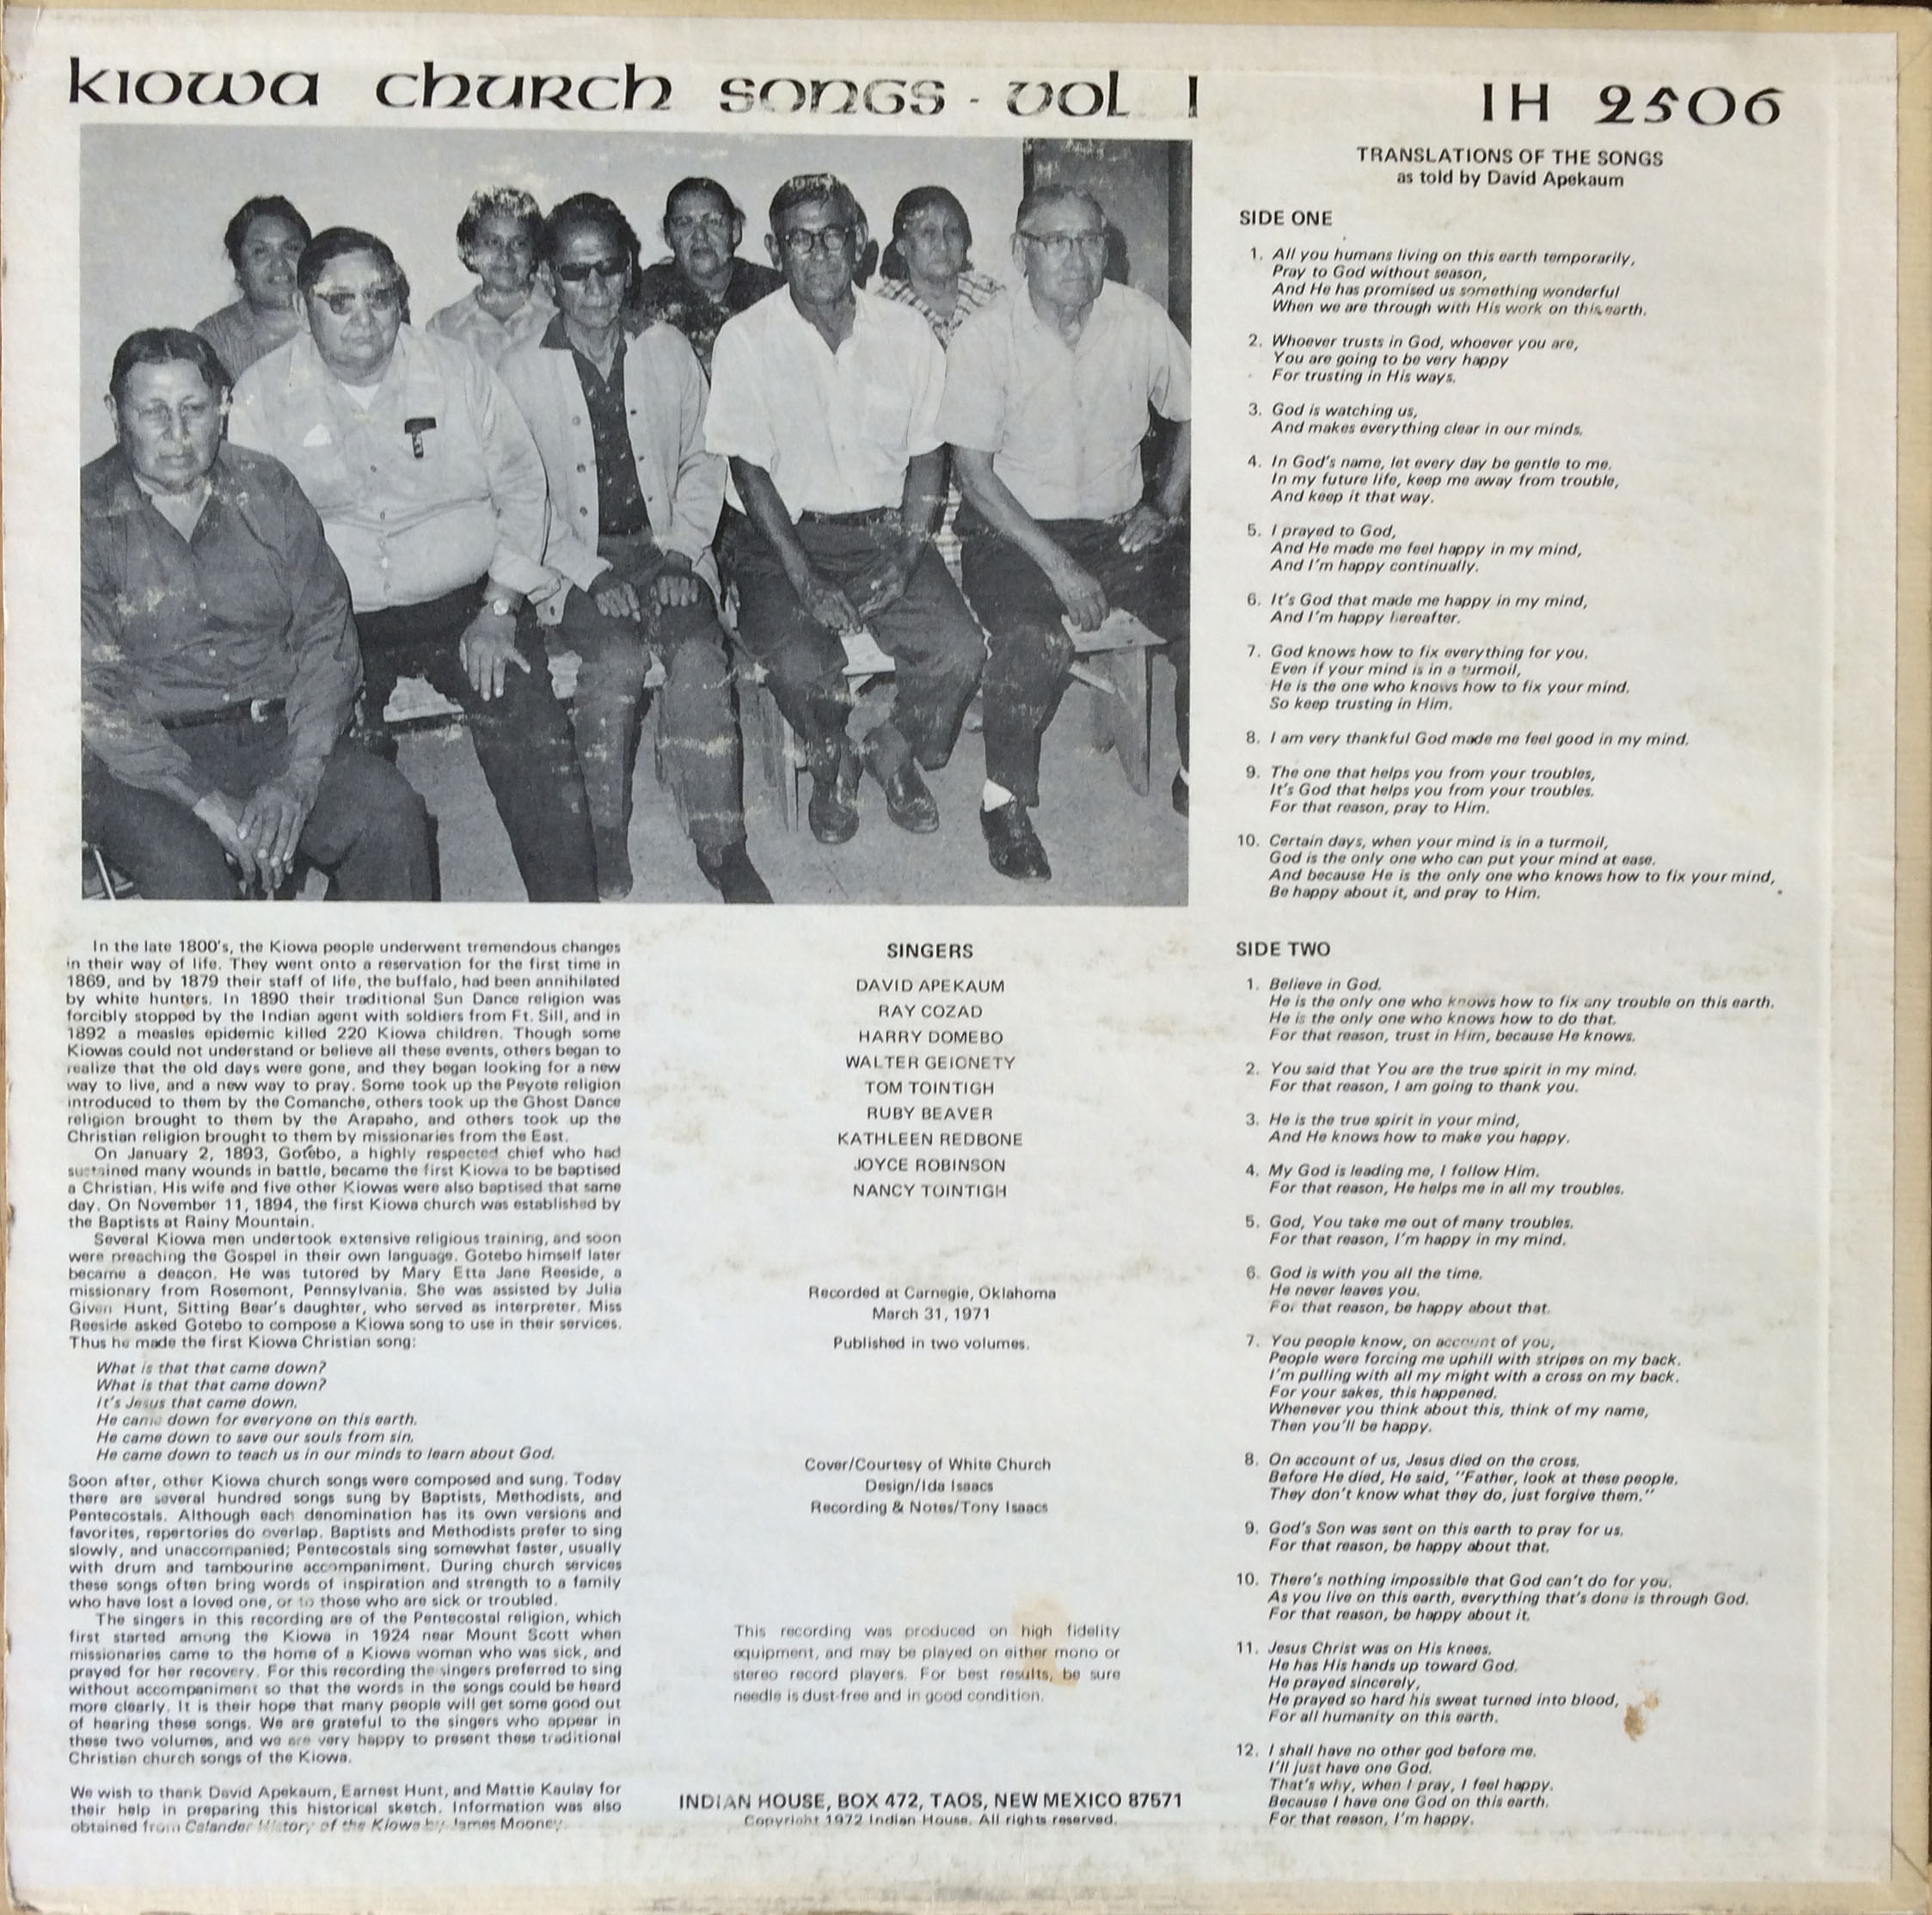 KIOWA CHURCH SONGS - VOL 1
IH 2506
In the late 1800's, the Kiowa people underwent tremendous changes
in their way of life. They went onto a reservation for the first time in
1869, and by 1879 their staff of life, the buffalo, had been annihilated
by white hunters. In 1890 their traditional Sun Dance religion was
forcibly stopped by the Indian agent with soldiers from Ft. Sill, and in
1892 a measles epidemic killed 220 Kiowa children. Though some
Kiowas could not understand or believe all these events, others began to
realize that the old days were gone, and they began looking for a new
way to live, and a new way to pray. Some took up the Peyote religion
introduced to them by the Comanche, others took up the Ghost Dance
religion brought to them by the Arapaho, and others took up the
Christian religion brought to them by missionaries from the East.
On January 2, 1893, Gotebo, a highly respected chief who had
sustained many wounds in battle, became the first Kiowa to be baptised
a Christian. His wife and five other Kiowas were also baptised that same
day. On November 11, 1894, the first Kiowa church was established by
the Baptists at Rainy Mountain.
Several Kiowa men undertook extensive religious training, and soon
were preaching the Gospel in their own language. Gotebo himself later
became a deacon. He was tutored by Mary Etta Jane Reeside, a
missionary from Rosemont, Pennsylvania. She was assisted by Julia
Given Hunt, Sitting Bear's daughter, who served as interpreter. Miss
Reeside asked Gotebo to compose a Kiowa song to use in their services.
Thus he made the first Kiowa Christian song:
What is that that came down?
What is that that came down?
It's Jesus that came down.
He came down for everyone on this earth.
He came down to save our souls from sin.
He came down to teach us in our minds to learn about God.
Soon after, other Kiowa church songs were composed and sung. Today
there are several hundred songs sung by Baptists, Methodists, and
Pentecostals. Although each denomination has its own versions and
favorites, repertories do overlap. Baptists and Methodists prefer to sing
slowly, and unaccompanied; Pentecostals sing somewhat faster, usually
with drum and tambourine accompaniment. During church services
these songs often bring words of inspiration and strength to a family
who have lost a loved one, or to those who are sick or troubled.
The singers in this recording are of the Pentecostal religion, which
first started among the Kiowa in 1924 near Mount Scott when
missionaries came to the home of a Kiowa woman who was sick, and
prayed for her recovery. For this recording the singers preferred to sing
without accompaniment so that the words in the songs could be heard
more clearly. It is their hope that many people will get some good out
of hearing these songs. We are grateful to the singers who appear in
these two volumes, and we are very happy to present these traditional
Christian church songs of the Kiowa.
We wish to thank David Apekaum, Earnest Hunt, and Mattie Kaulay for
their help in preparing this historical sketch. Information was also
obtained from Calander History of the Kiowa by James Mooney.
SINGERS
DAVID APEKAUM
RAY COZAD
HARRY DOMEBO
WALTER GEIONETY
TOM TOINTIGH
RUBY BEAVER
KATHLEEN REDBONE
JOYCE ROBINSON
NANCY TOINTIGH
Recorded at Carnegie, Oklahoma
March 31, 1971
Published in two volumes.
Cover/Courtesy of White Church
Design/Ida Isaacs
Recording & Notes/Tony Isaacs
This recording was produced on high fidelity
equipment, and may be played on either mono or
stereo record players. For best results, be sure
needle is dust-free and in good condition.
INDIAN HOUSE, BOX 472, TAOS, NEW MEXICO 87571
Copyright 1972 Indian House. All rights reserved.
TRANSLATIONS OF THE SONGS
as told by David Apekaum
SIDE ONE
1. All you humans living on this earth temporarily,
Pray to God without season,
And He has promised us something wonderful
When we are through with His work on this earth.
2. Whoever trusts in God, whoever you are,
You are going to be very happy
For trusting in His ways.
3. God is watching us,
And makes everything clear in our minds.
4. In God's name, let every day be gentle to me.
In my future life, keep me away from trouble,
And keep it that way.
5. I prayed to God,
And He made me feel happy in my mind,
And I'm happy continually.
6. It's God that made me happy in my mind,
And I'm happy hereafter.
7. God knows how to fix everything for you.
Even if your mind is in a turmoil,
He is the one who knows how to fix your mind.
So keep trusting in Him.
8. I am very thankful God made me feel good in my mind.
9. The one that helps you from your troubles,
It's God that helps you from your troubles.
For that reason, pray to Him.
10. Certain days, when your mind is in a turmoil,
God is the only one who can put your mind at ease.
And because He is the only one who knows how to fix your mind,
Be happy about it, and pray to Him.
SIDE TWO
1. Believe in God.
He is the only one who knows how to fix any trouble on this earth.
He is the only one who knows how to do that.
For that reason, trust in Him, because He knows.
2. You said that You are the true spirit in my mind.
For that reason, I am going to thank you.
3. He is the true spirit in your mind,
And He knows how to make you happy.
4. My God is leading me, I follow Him.
For that reason, He helps me in all my troubles.
5. God, You take me out of many troubles.
For that reason, I'm happy in my mind.
6. God is with you all the time.
He never leaves you.
For that reason, be happy about that.
7. You people know, on account of you,
People were forcing me uphill with stripes on my back.
I'm pulling with all my might with a cross on my back.
For your sakes, this happened.
Whenever you think about this, think of my name,
Then you'll be happy.
8. On account of us, Jesus died on the cross.
Before He died, He said, "Father, look at these people.
They don't know what they do, just forgive them."
9. God's Son was sent on this earth to pray for us.
For that reason, be happy about that.
10. There's nothing impossible that God can't do for you.
As you live on this earth, everything that's done is through God.
For that reason, be happy about it.
11. Jesus Christ was on His knees.
He has His hands up toward God.
He prayed sincerely,
He prayed so hard his sweat turned into blood,
For all humanity on this earth.
12. I shall have no other god before me.
I'll just have one God.
That's why, when I pray, I feel happy.
Because I have one God on this earth.
For that reason, I'm happy.